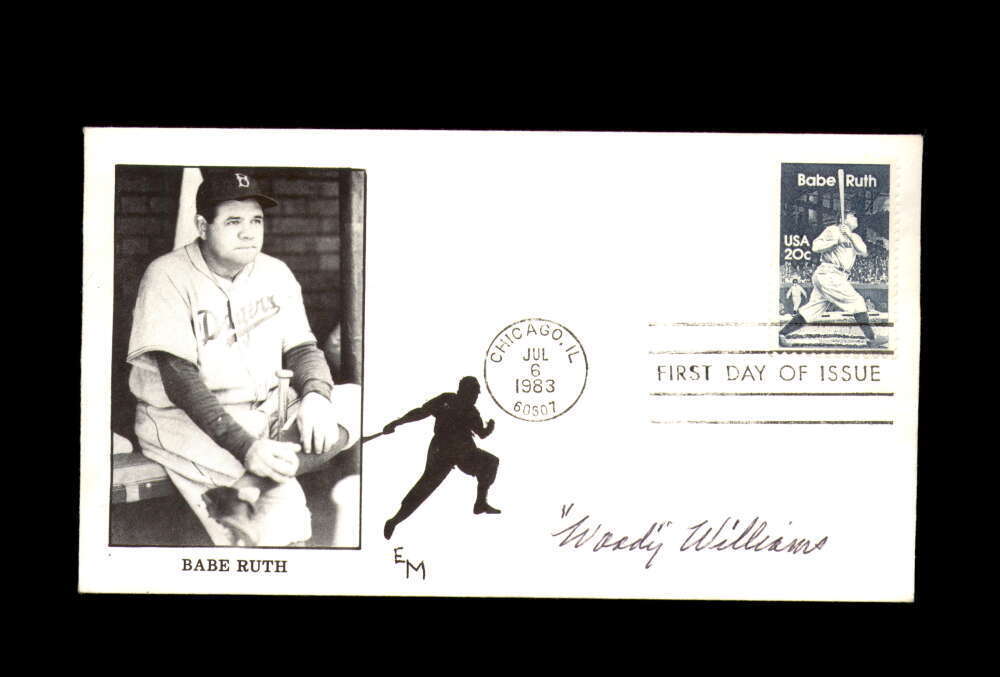 B
Dodgers
BABE RUTH
E
M
CHICAGO, IL
JUL
6
1983
60607
Babe Ruth
USA
20c
FIRST DAY OF ISSUE
"Woody" Williams